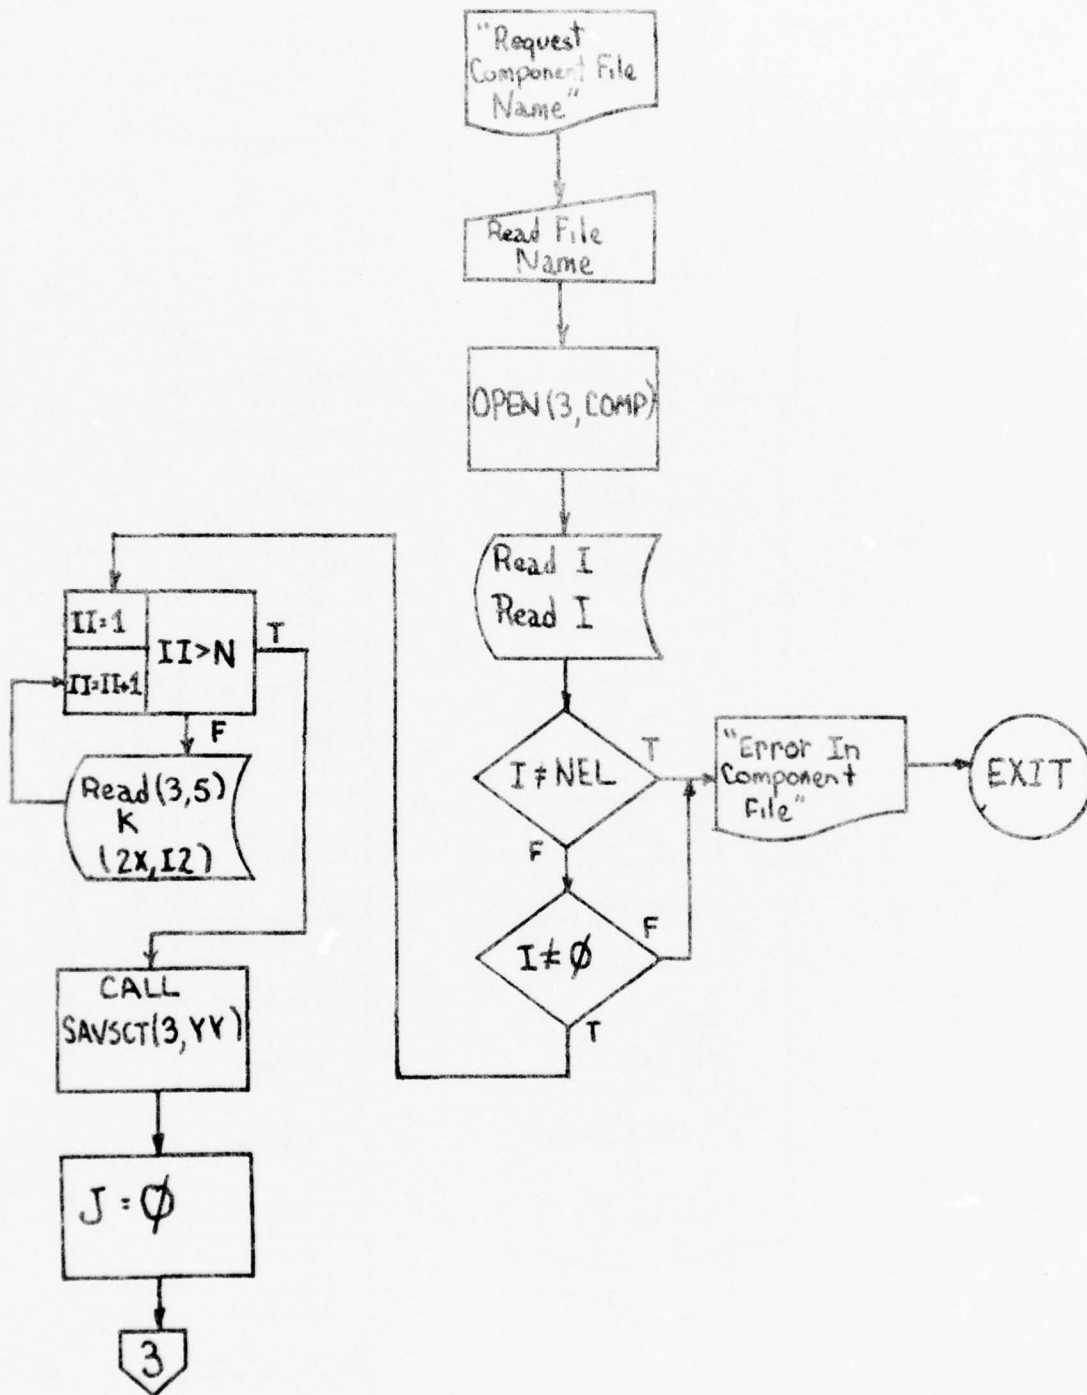 "Request
Component File
Name"
Read File
Name
OPEN(3,COMP)
Read I
Read I
I≠NEL
T
F
"Error In
Component
File"
EXIT
I≠Ø
F
T
II=1
II=II+1
II>N
T
F
Read(3,5)
K
(2X,I2)
CALL
SAVSCT(3,YY)
J=Ø
3